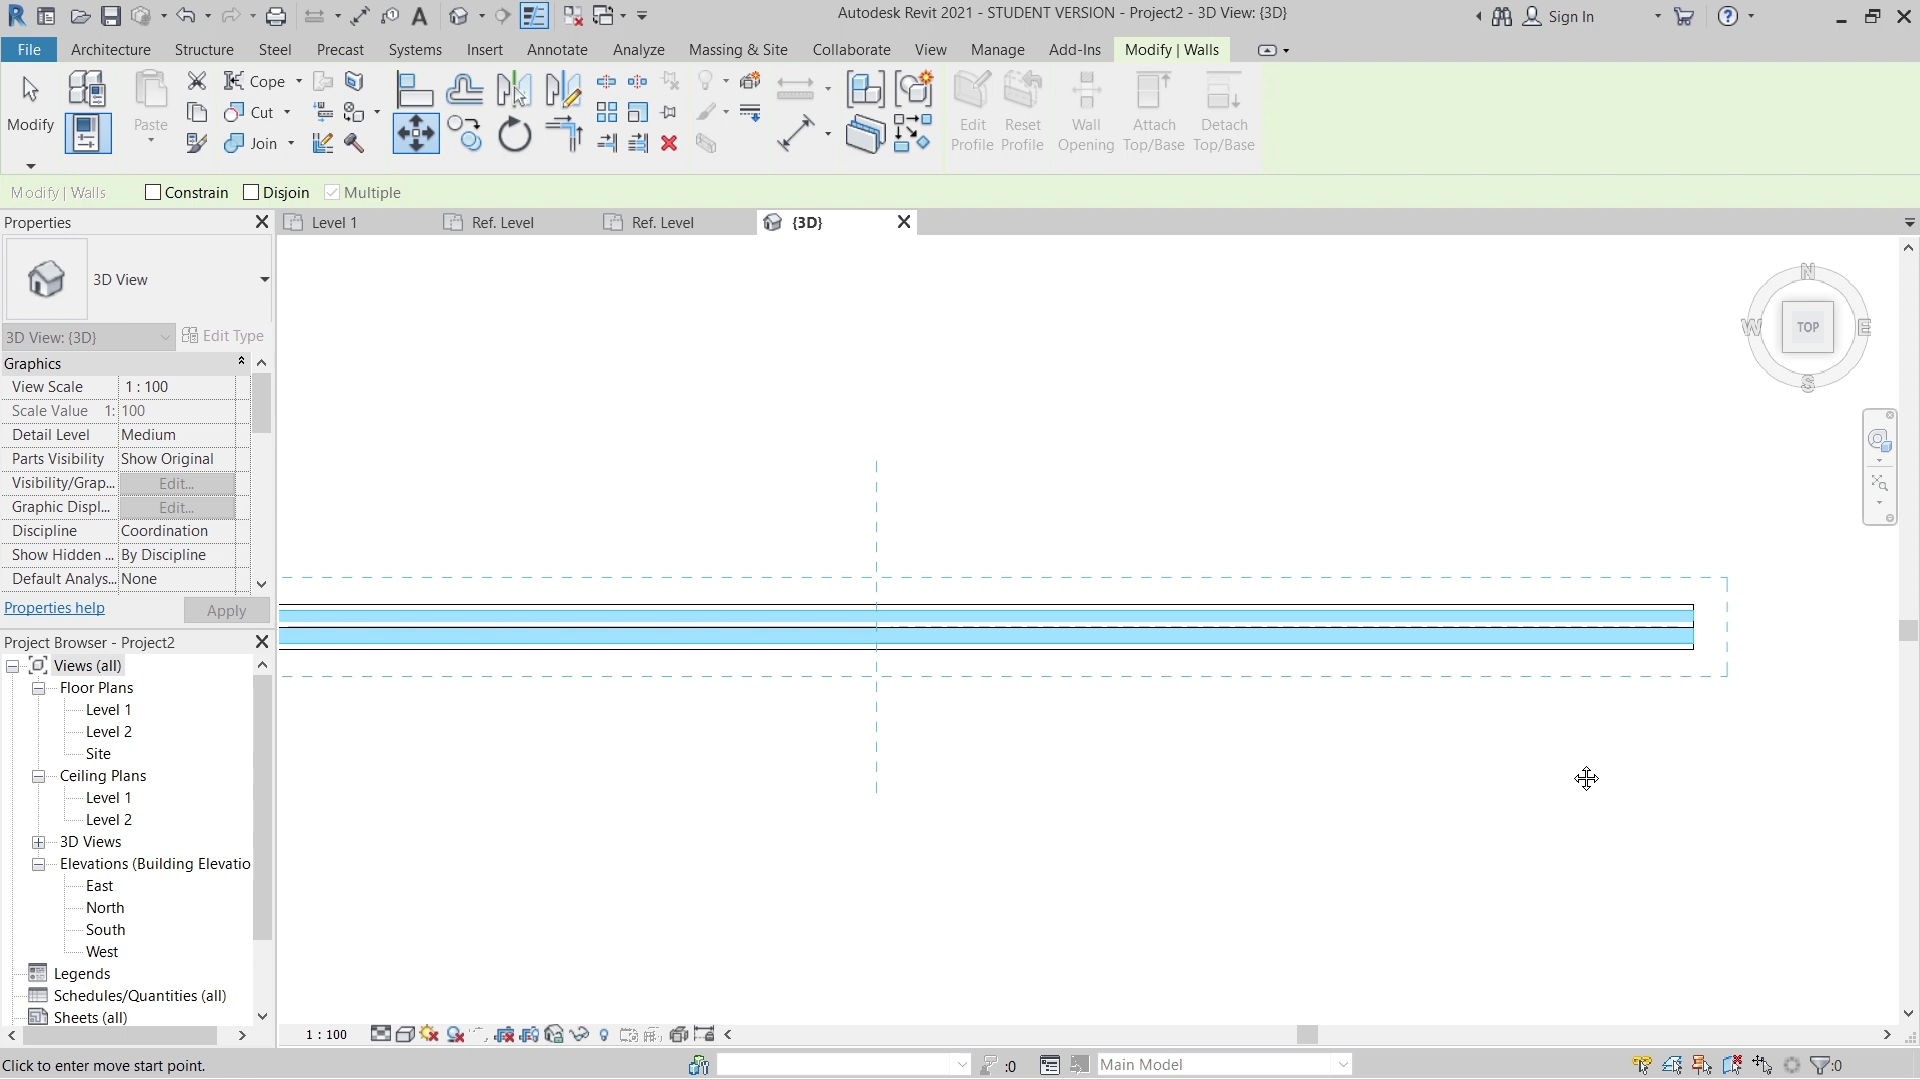 Autodesk Revit 2021 - STUDENT VERSION - Project2 - 3D View: {3D}
Sign In
File Architecture Structure Steel Precast Systems Insert Annotate Analyze Massing & Site Collaborate View Manage Add-Ins Modify | Walls
Modify
Paste
Cope
Cut
Join
Edit Profile
Reset Profile
Wall Opening
Attach Top/Base
Detach Top/Base
Modify | Walls Constrain Disjoin Multiple
Properties
Level 1 Ref. Level Ref. Level {3D}
3D View
3D View: {3D} Edit Type
Graphics
View Scale 1 : 100
Scale Value 1: 100
Detail Level Medium
Parts Visibility Show Original
Visibility/Grap... Edit...
Graphic Displ... Edit...
Discipline Coordination
Show Hidden ... By Discipline
Default Analys... None
Properties help Apply
Project Browser - Project2
Views (all)
Floor Plans
Level 1
Level 2
Site
Ceiling Plans
Level 1
Level 2
3D Views
Elevations (Building Elevatio
East
North
South
West
Legends
Schedules/Quantities (all)
Sheets (all)
N
W TOP E
S
1 : 100
Click to enter move start point.
:0
Main Model
:0